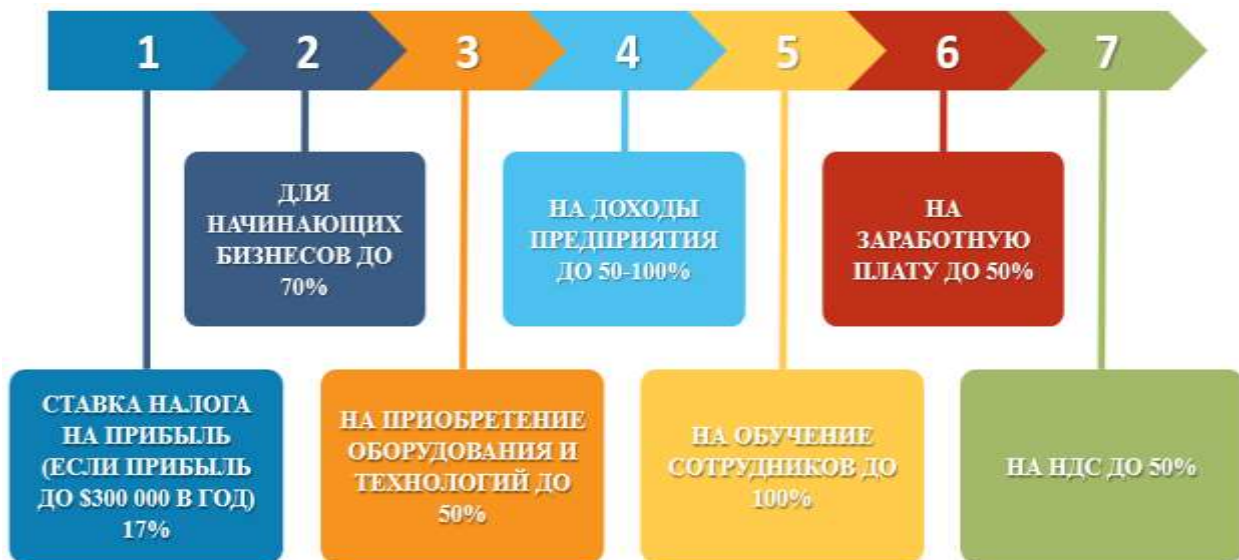 1 2 3 4 5 6 7
ДЛЯ
НАЧИНАЮЩИХ
БИЗНЕСОВ ДО
70%
НА ДОХОДЫ
ПРЕДПРИЯТИЯ
ДО 50-100%
НА
ЗАРАБОТНУЮ
ПЛАТУ ДО 50%
СТАВКА НАЛОГА
НА ПРИБЫЛЬ
(ЕСЛИ ПРИБЫЛЬ
ДО $300 000 В ГОД)
17%
НА ПРИОБРЕТЕНИЕ
ОБОРУДОВАНИЯ И
ТЕХНОЛОГИЙ ДО
50%
НА ОБУЧЕНИЕ
СОТРУДНИКОВ ДО
100%
НА НДС ДО 50%